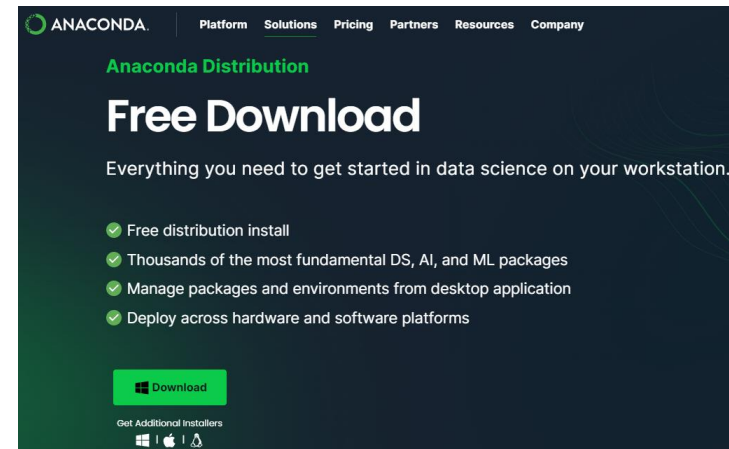 ANACONDA. Platform Solutions Pricing Partners Resources Company
Anaconda Distribution
Free Download
Everything you need to get started in data science on your workstation.
Free distribution install
Thousands of the most fundamental DS, AI, and ML packages
Manage packages and environments from desktop application
Deploy across hardware and software platforms
Download
Get Additional Installers